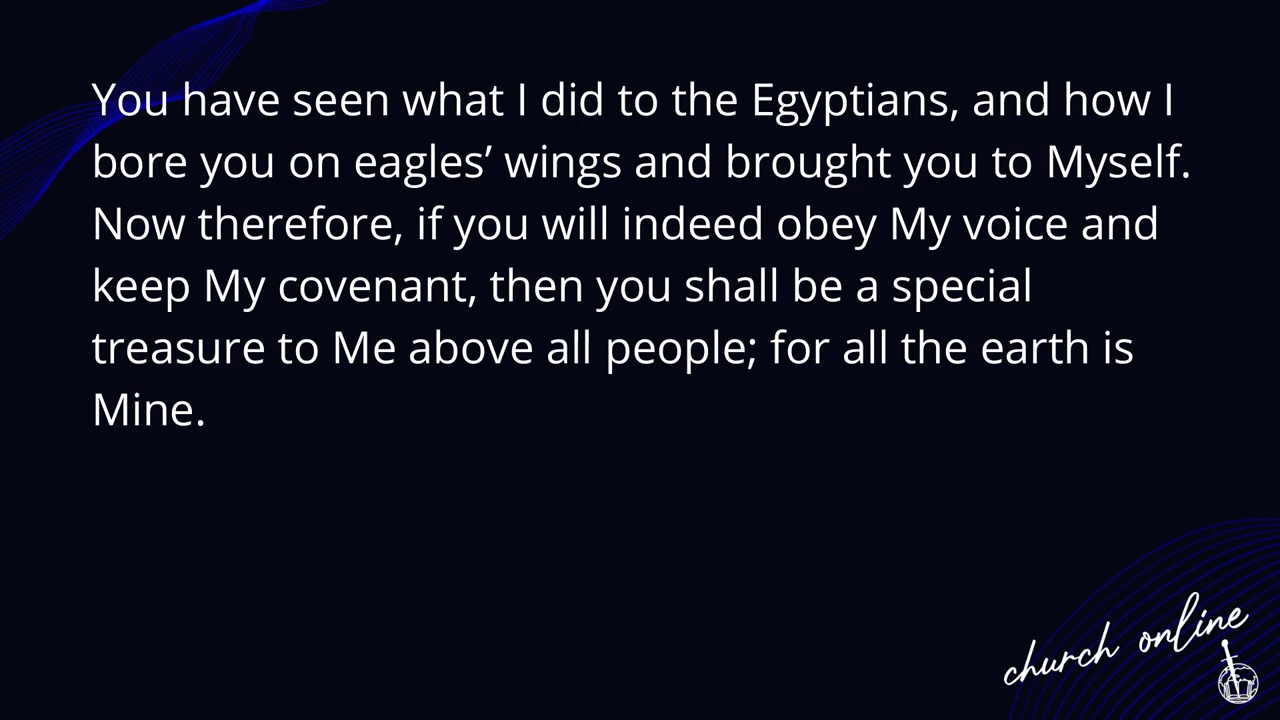 You have seen what I did to the Egyptians, and how I
bore you on eagles’ wings and brought you to Myself.
Now therefore, if you will indeed obey My voice and
keep My covenant, then you shall be a special
treasure to Me above all people; for all the earth is
Mine.
church online